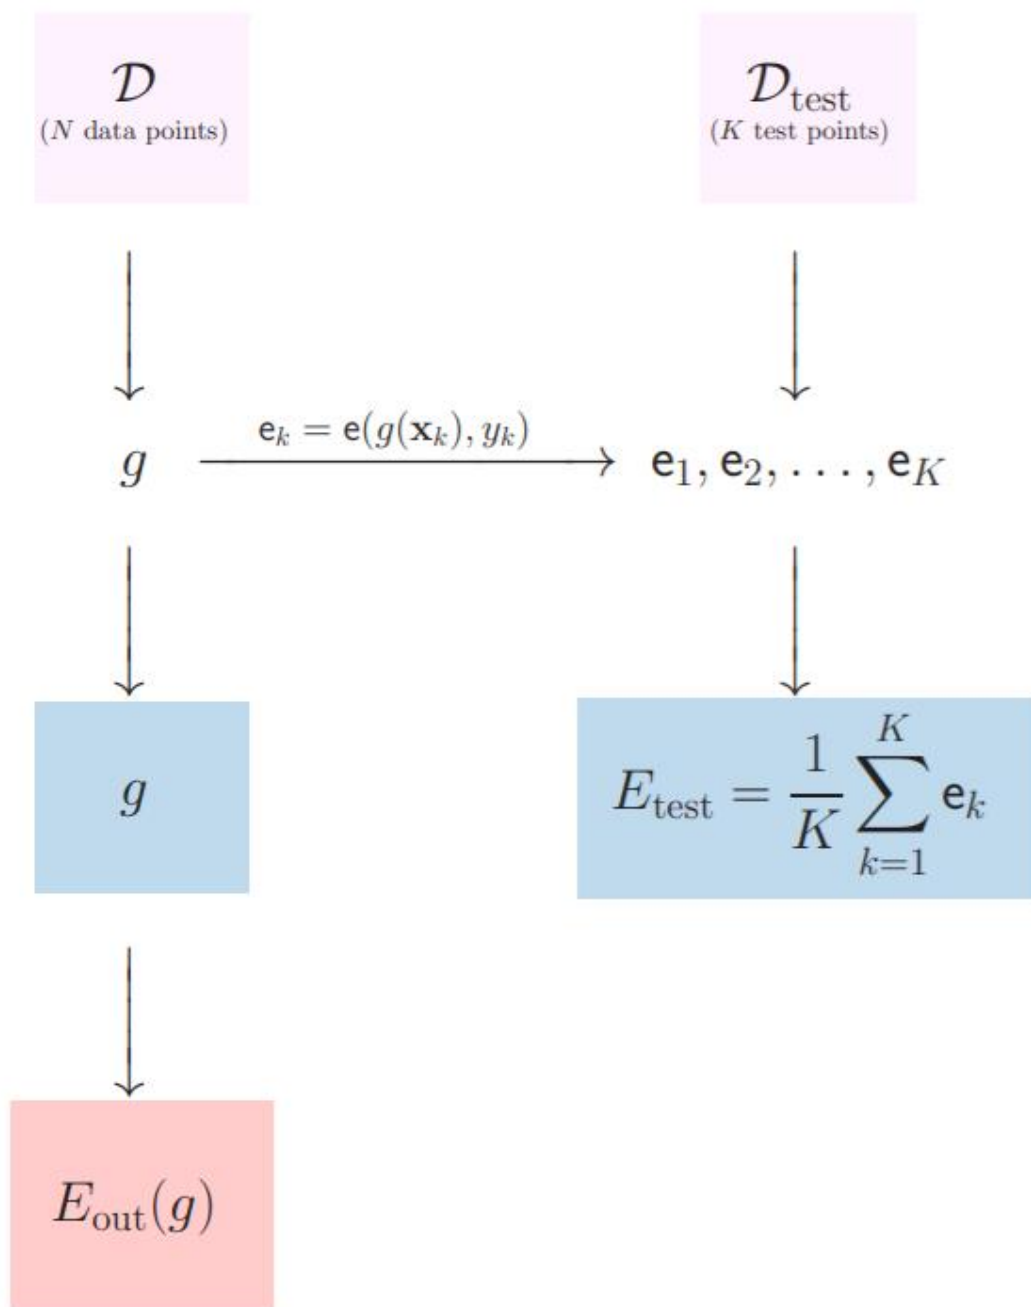 𝒟
(N data points)
𝒟_test
(K test points)
g
e_k = e(g(𝐱_k), y_k)
e_1, e_2, . . . , e_K
g
E_test = \frac{1}{K} \sum_{k=1}^{K} e_k
E_out(g)